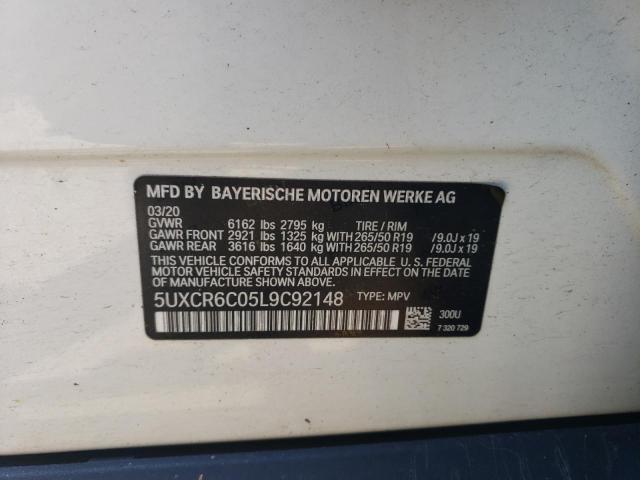 MFD BY BAYERISCHE MOTOREN WERKE AG
03/20
GVWR 6162 lbs 2795 kg TIRE / RIM
GAWR FRONT 2921 lbs 1325 kg WITH 265/50 R19 /9.0J x 19
GAWR REAR 3616 lbs 1640 kg WITH 265/50 R19 /9.0J x 19
THIS VEHICLE CONFORMS TO ALL APPLICABLE U. S. FEDERAL
MOTOR VEHICLE SAFETY AND THEFT PREVENTION STANDARDS
IN EFFECT ON THE DATE OF MANUFACTURE SHOWN ABOVE.
5UXCR6C05L9C92148 TYPE: MPV
300U
7 320 729